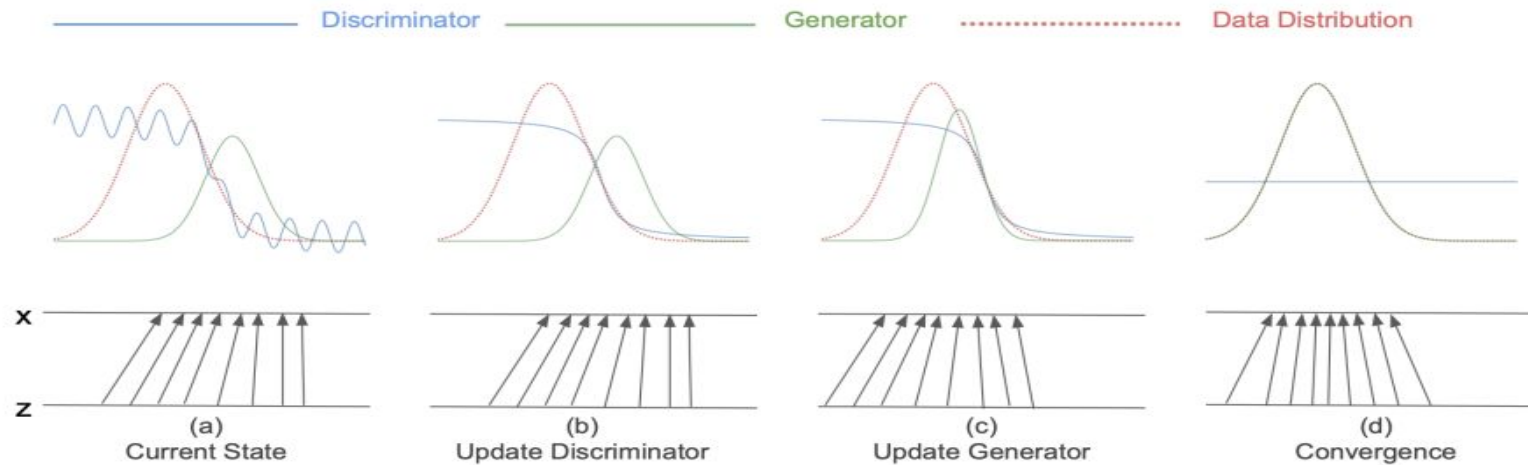 Discriminator Generator Data Distribution
X
Z
(a) (b) (c) (d)
Current State Update Discriminator Update Generator Convergence